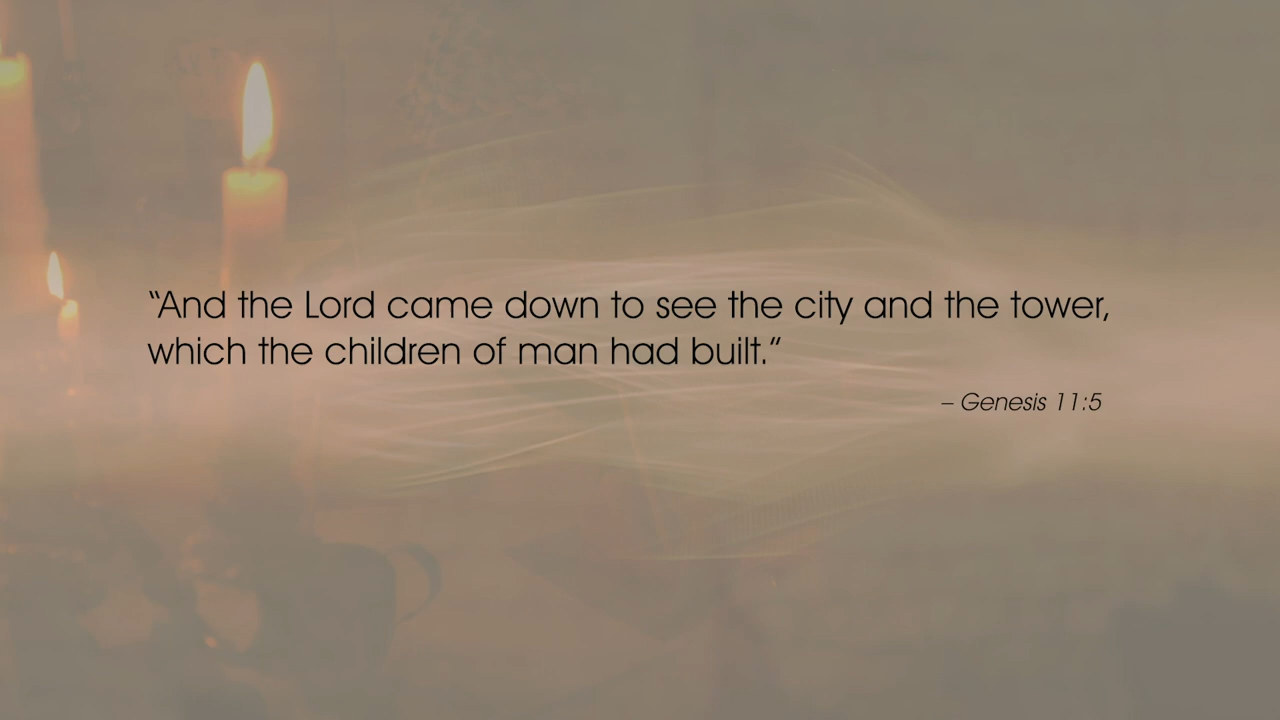 “And the Lord came down to see the city and the tower,
which the children of man had built.”
– Genesis 11:5